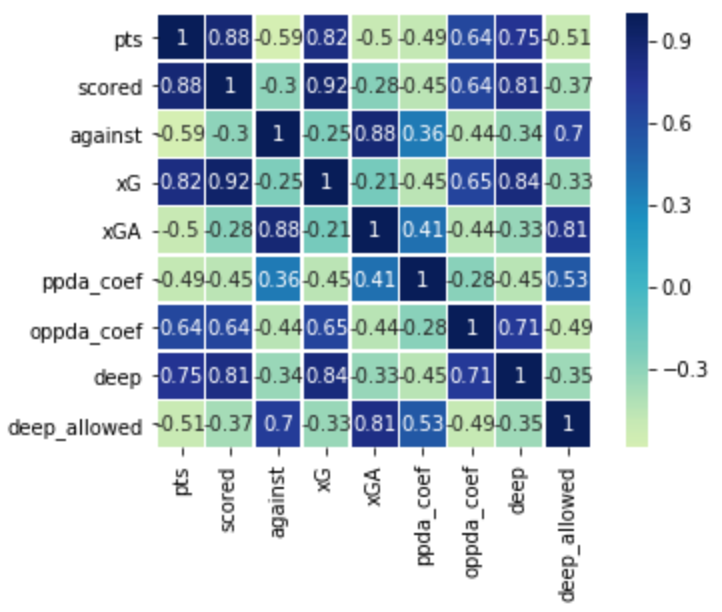 pts 1 0.88 -0.59 0.82 -0.5 -0.49 0.64 0.75 -0.51
scored 0.88 1 -0.3 0.92 -0.28 -0.45 0.64 0.81 -0.37
against -0.59 -0.3 1 -0.25 0.88 0.36 -0.44 -0.34 0.7
xG 0.82 0.92 -0.25 1 -0.21 -0.45 0.65 0.84 -0.33
xGA -0.5 -0.28 0.88 -0.21 1 0.41 -0.44 -0.33 0.81
ppda_coef -0.49 -0.45 0.36 -0.45 0.41 1 -0.28 -0.45 0.53
oppda_coef 0.64 0.64 -0.44 0.65 -0.44 -0.28 1 0.71 -0.49
deep 0.75 0.81 -0.34 0.84 -0.33 -0.45 0.71 1 -0.35
deep_allowed -0.51 -0.37 0.7 -0.33 0.81 0.53 -0.49 -0.35 1
pts scored against xG xGA ppda_coef oppda_coef deep deep_allowed
0.9
0.6
0.3
0.0
−0.3